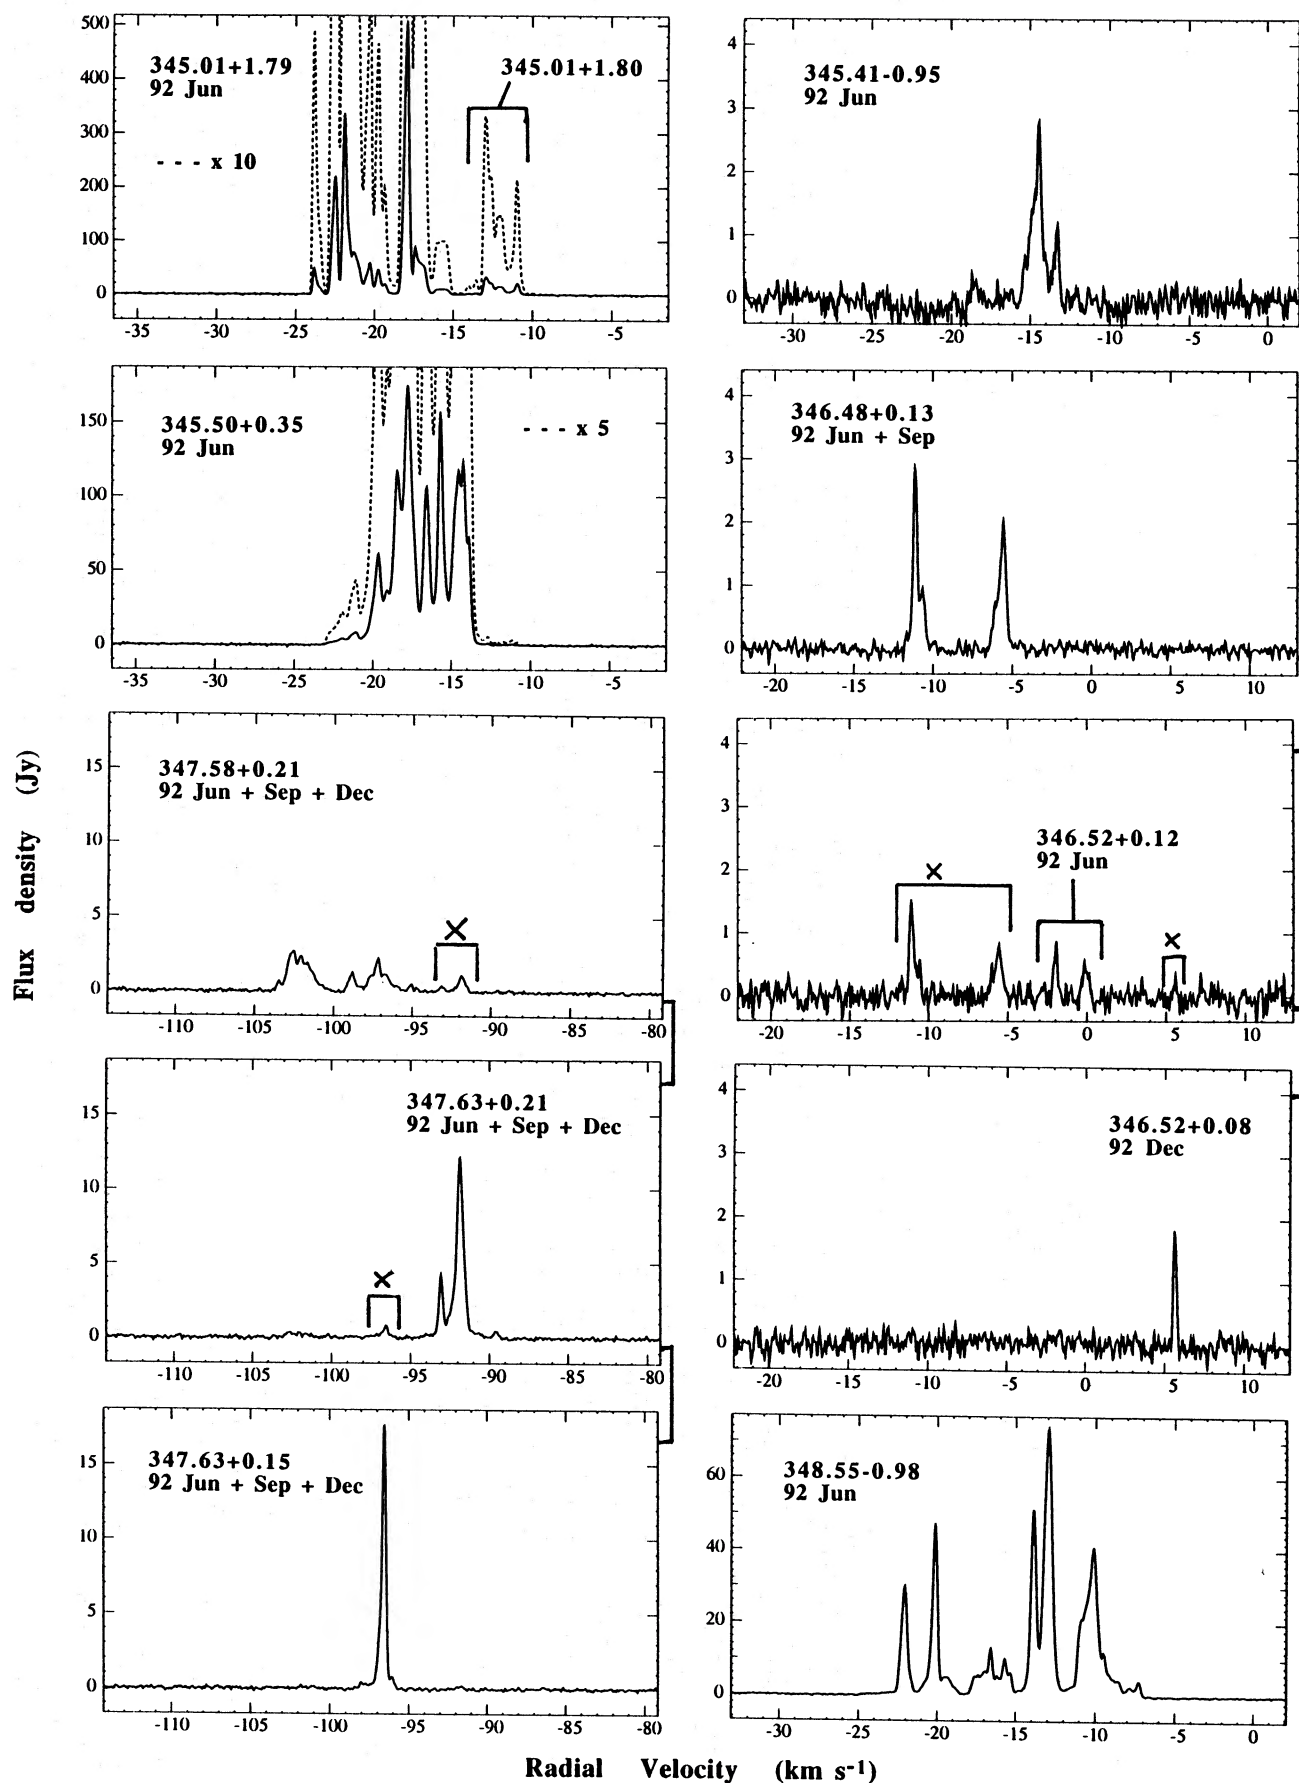 500
400
300
200
100
0
345.01+1.79
92 Jun
- - - x 10
345.01+1.80
-35 -30 -25 -20 -15 -10 -5
4
3
2
1
0
345.41-0.95
92 Jun
-30 -25 -20 -15 -10 -5 0
150
100
50
0
345.50+0.35
92 Jun
- - - x 5
-35 -30 -25 -20 -15 -10 -5
4
3
2
1
0
346.48+0.13
92 Jun + Sep
-20 -15 -10 -5 0 5 10
Flux density (Jy)
15
10
5
0
347.58+0.21
92 Jun + Sep + Dec
×
-110 -105 -100 -95 -90 -85 -80
4
3
2
1
0
×
346.52+0.12
92 Jun
×
-20 -15 -10 -5 0 5 10
15
10
5
0
347.63+0.21
92 Jun + Sep + Dec
×
-110 -105 -100 -95 -90 -85 -80
4
3
2
1
0
346.52+0.08
92 Dec
-20 -15 -10 -5 0 5 10
15
10
5
0
347.63+0.15
92 Jun + Sep + Dec
-110 -105 -100 -95 -90 -85 -80
60
40
20
0
348.55-0.98
92 Jun
-30 -25 -20 -15 -10 -5 0
Radial Velocity (km s-1)